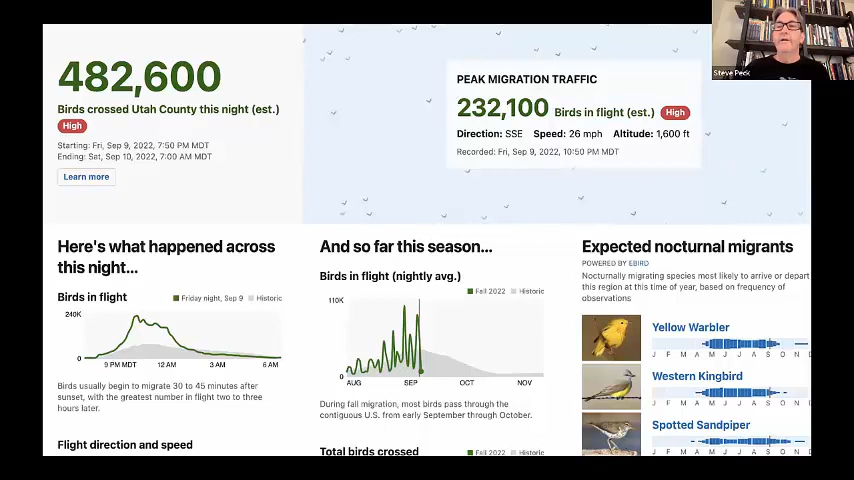 482,600
Birds crossed Utah County this night (est.)
High
Starting: Fri, Sep 9, 2022, 7:50 PM MDT
Ending: Sat, Sep 10, 2022, 7:00 AM MDT
Learn more
PEAK MIGRATION TRAFFIC
232,100 Birds in flight (est.) High
Direction: SSE Speed: 26 mph Altitude: 1,600 ft
Recorded: Fri, Sep 9, 2022, 10:50 PM MDT
Steve Peck
Here's what happened across
this night...
Birds in flight
Friday night, Sep 9 Historic
240K
0
9 PM MDT 12 AM 3 AM 6 AM
Birds usually begin to migrate 30 to 45 minutes after
sunset, with the greatest number in flight two to three
hours later.
Flight direction and speed
And so far this season...
Birds in flight (nightly avg.)
Fall 2022 Historic
110K
0
AUG SEP OCT NOV
During fall migration, most birds pass through the
contiguous U.S. from early September through October.
Total birds crossed
Fall 2022 Historic
Expected nocturnal migrants
POWERED BY EBIRD
Nocturnally migrating species most likely to arrive or depart
this region at this time of year, based on frequency of
observations
Yellow Warbler
J F M A M J J A S O N D
Western Kingbird
J F M A M J J A S O N D
Spotted Sandpiper
J F M A M J J A S O N D